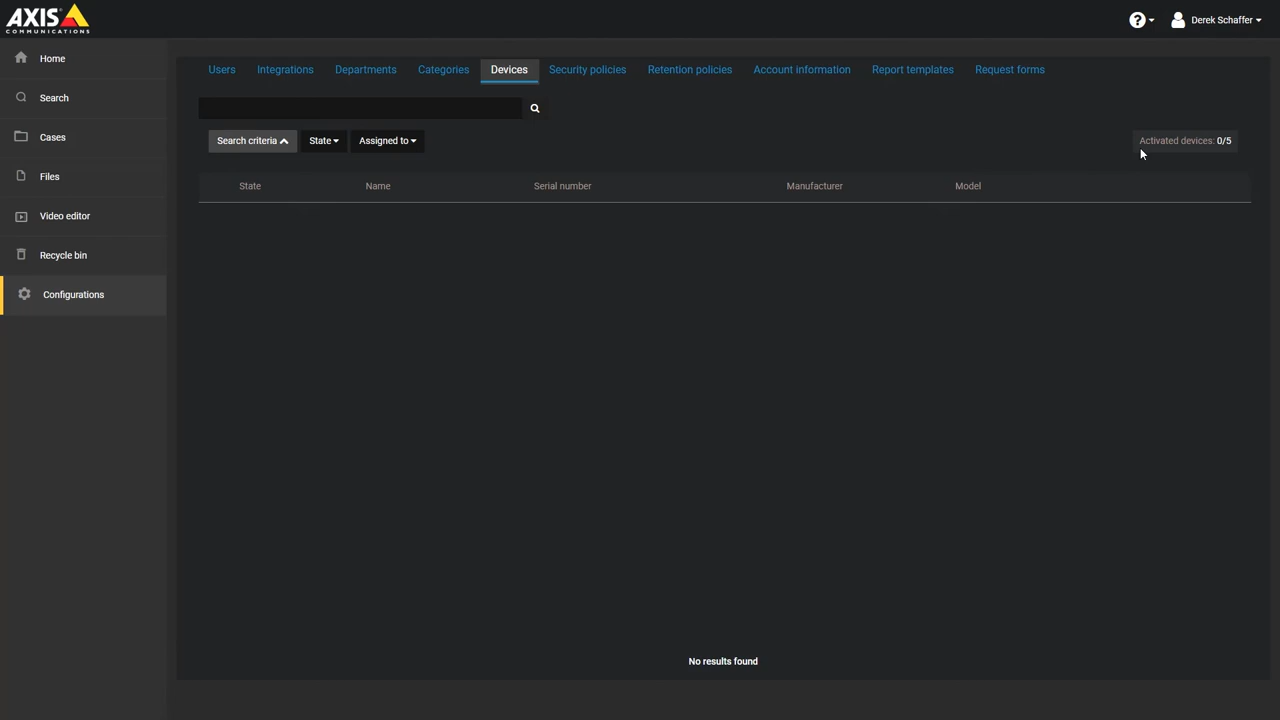 AXIS
COMMUNICATIONS
Derek Schaffer
Home
Search
Cases
Files
Video editor
Recycle bin
Configurations
Users Integrations Departments Categories Devices Security policies Retention policies Account information Report templates Request forms
Search criteria State Assigned to Activated devices: 0/5
State Name Serial number Manufacturer Model
No results found